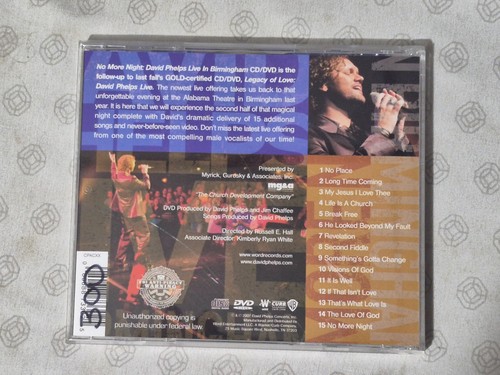 No More Night: David Phelps Live In Birmingham CD/DVD is the
follow-up to last fall's GOLD-certified CD/DVD, Legacy of Love:
David Phelps Live. The newest live offering takes us back to that
unforgettable evening at the Alabama Theatre in Birmingham last
year. It is here that we will experience the second half of that magical
night complete with David's dramatic delivery of 15 additional
songs and never-before-seen video. Don't miss the latest live offering
from one of the most compelling male vocalists of our time!
Presented by
Myrick, Guritsky & Associates, Inc.
mg&a
"The Church Development Company"
DVD Produced by David Phelps and Jim Chaffee
Songs Produced by David Phelps
Directed by Russell E. Hall
Associate Director Kimberly Ryan White
www.wordrecords.com
www.davidphelps.com
1 No Place
2 Long Time Coming
3 My Jesus I Love Thee
4 Life Is A Church
5 Break Free
6 He Looked Beyond My Fault
7 Revelation
8 Second Fiddle
9 Something's Gotta Change
10 Visions Of God
11 It Is Well
12 If That Isn't Love
13 That's What Love Is
14 The Love Of God
15 No More Night
300
WARNING
Unauthorized copying is
punishable under federal law.
DVD
CURB